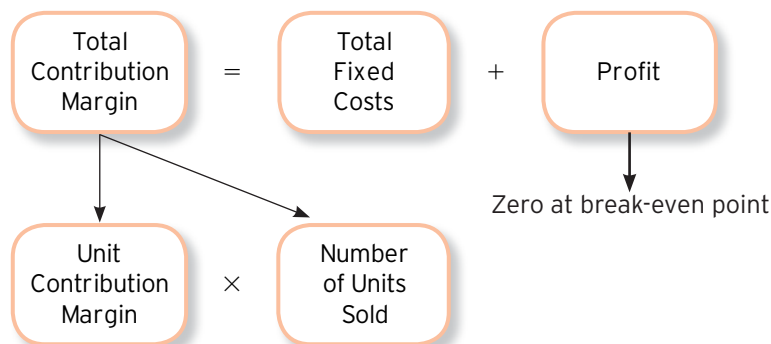 Total
Contribution
Margin
=
Total
Fixed
Costs
+
Profit
Zero at break-even point
Unit
Contribution
Margin
×
Number
of Units
Sold